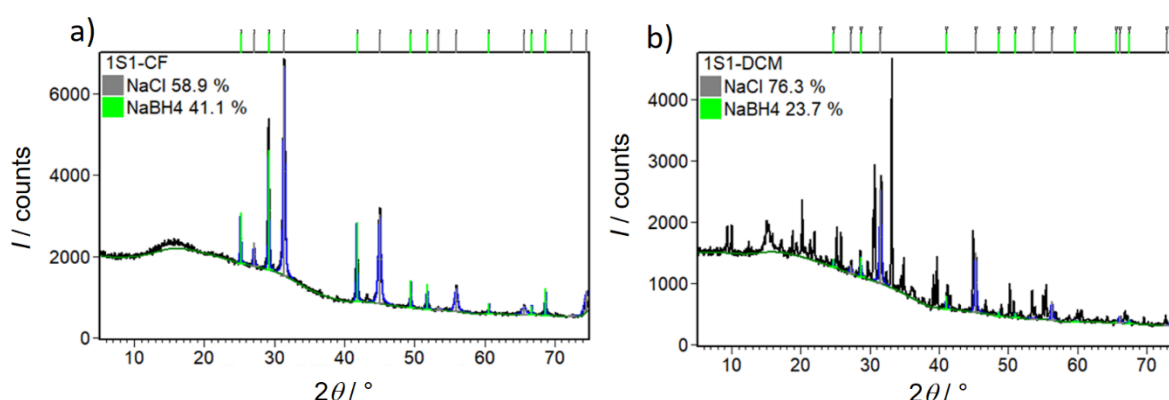 a)
1S1-CF
NaCl 58.9 %
NaBH4 41.1 %
6000
4000
2000
0
I / counts
10 20 30 40 50 60 70
2θ / °
b)
1S1-DCM
NaCl 76.3 %
NaBH4 23.7 %
4000
3000
2000
1000
0
I / counts
10 20 30 40 50 60 70
2θ / °